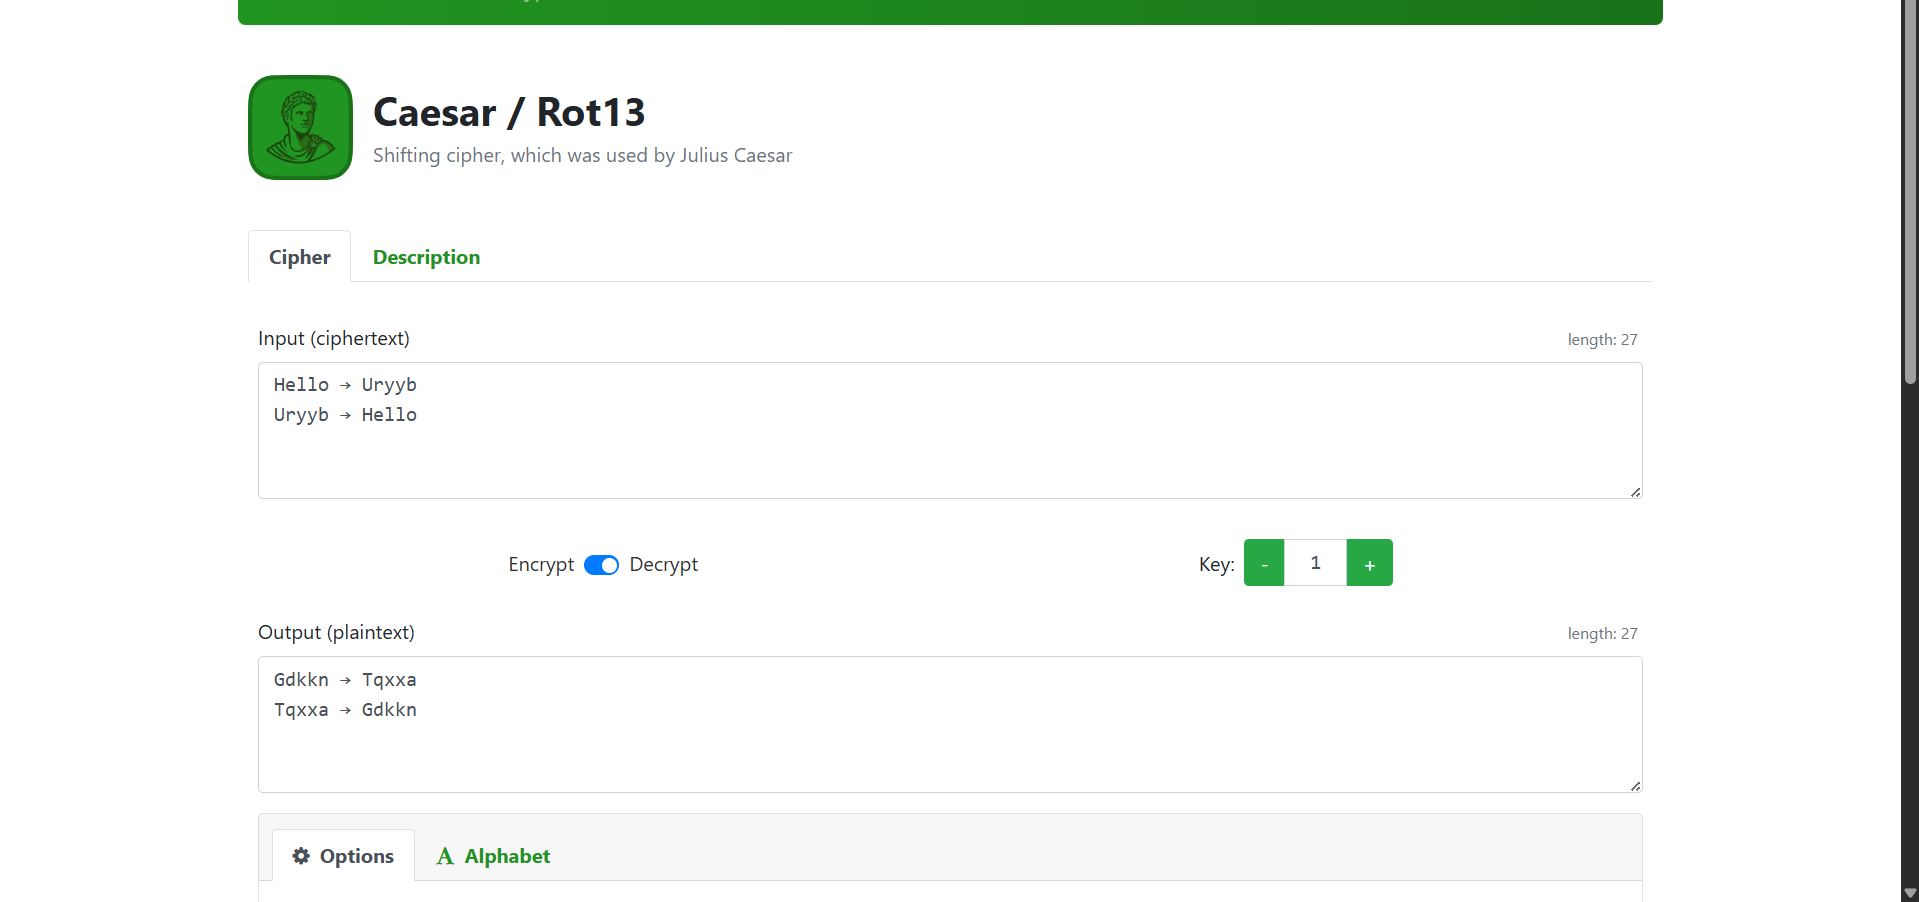 Caesar / Rot13
Shifting cipher, which was used by Julius Caesar
Cipher Description
Input (ciphertext) length: 27
Hello → Uryyb
Uryyb → Hello
Encrypt Decrypt Key: - 1 +
Output (plaintext) length: 27
Gdkkn → Tqxxa
Tqxxa → Gdkkn
Options A Alphabet